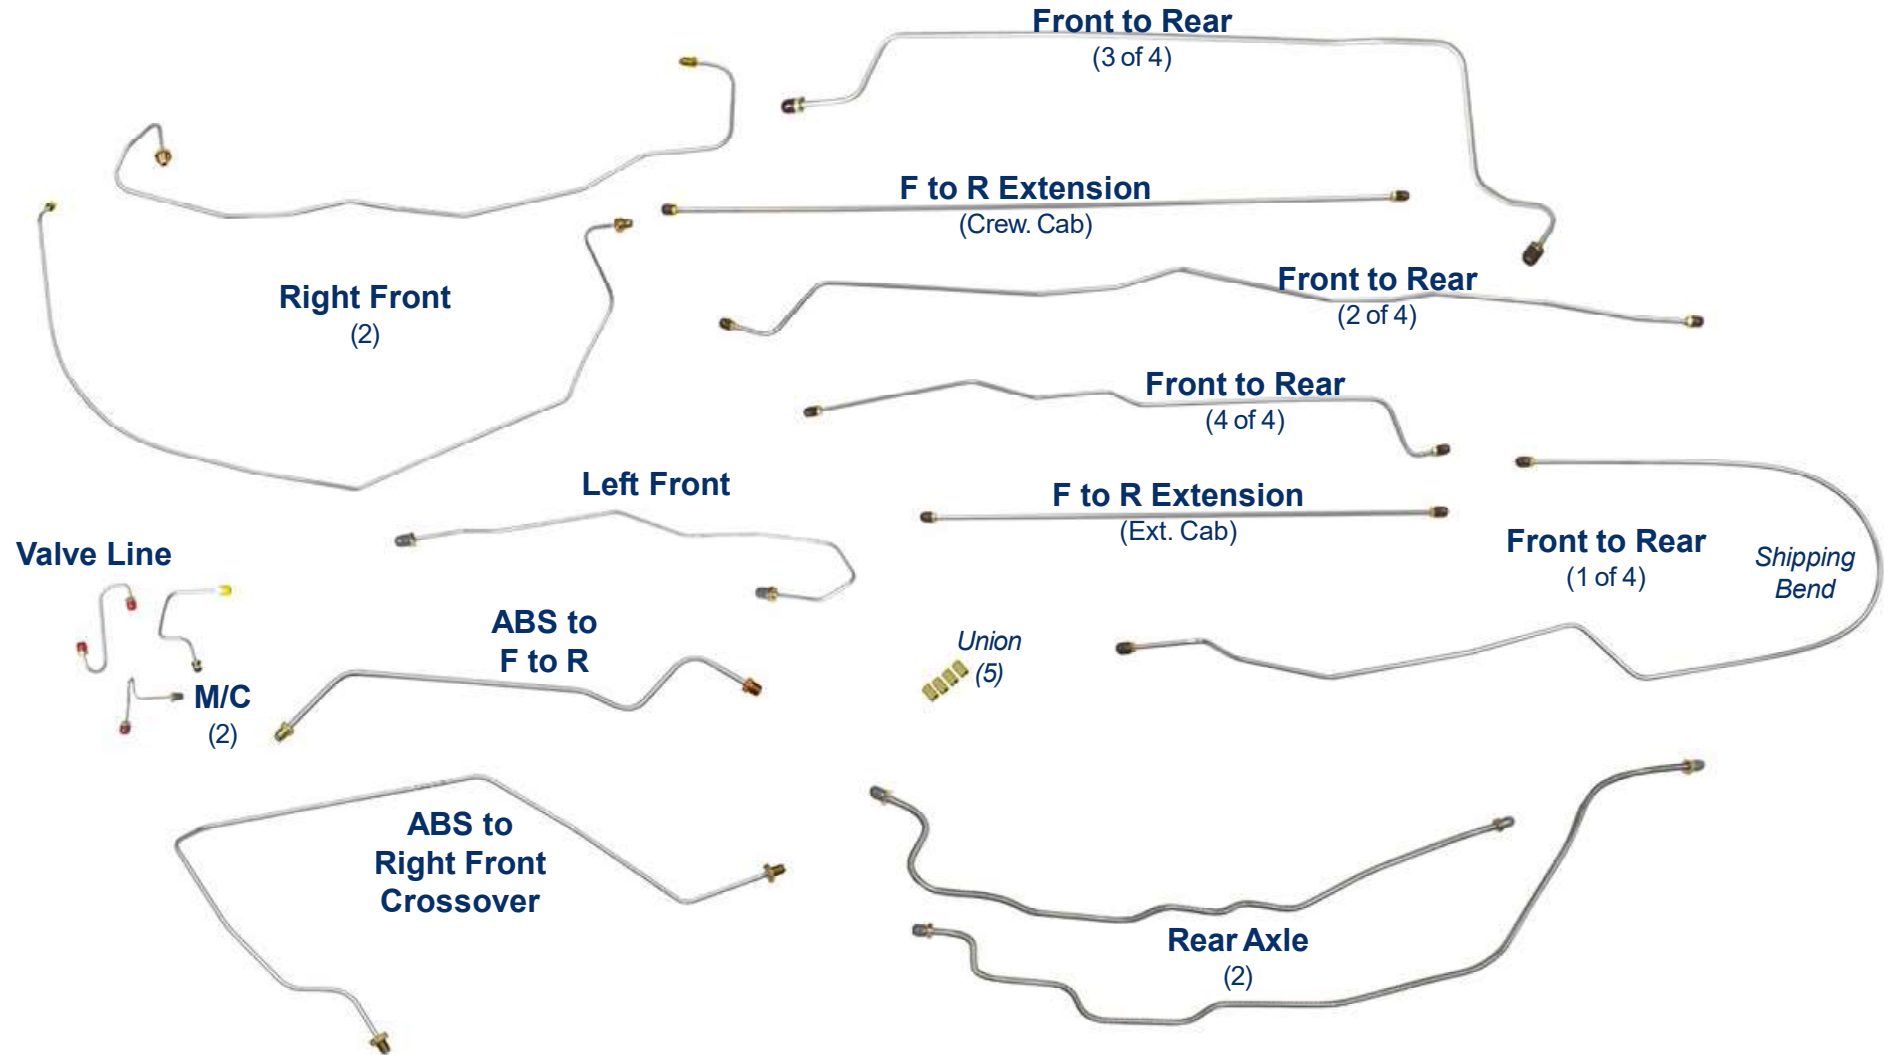 Front to Rear
(3 of 4)
F to R Extension
(Crew. Cab)
Right Front
(2)
Front to Rear
(2 of 4)
Front to Rear
(4 of 4)
Left Front
F to R Extension
(Ext. Cab)
Valve Line
Front to Rear
(1 of 4)
Shipping
Bend
ABS to
F to R
Union
(5)
M/C
(2)
ABS to
Right Front
Crossover
Rear Axle
(2)